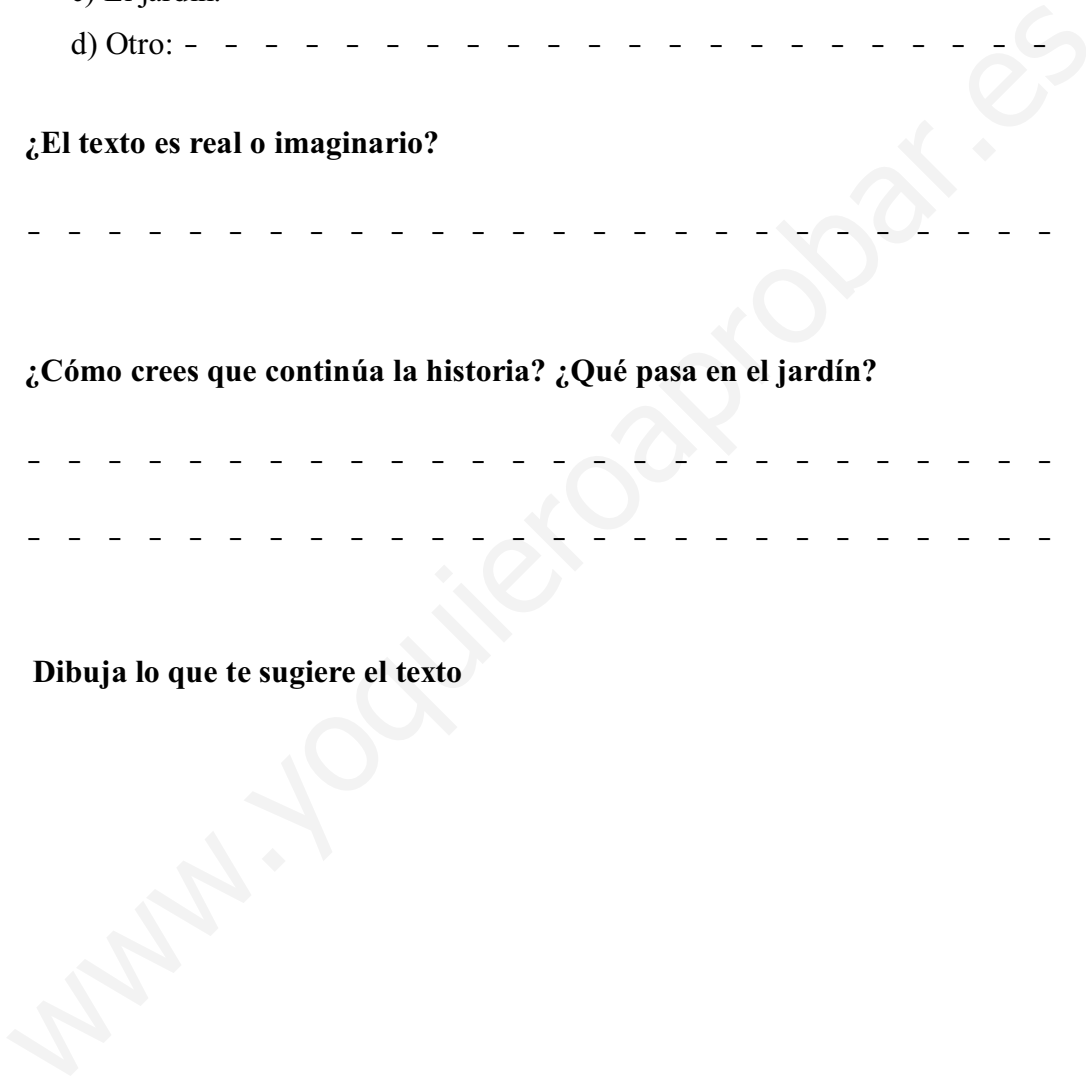 d) Otro: - - - - - - - - - - - - - - - - - - - - - -
¿El texto es real o imaginario?
- - - - - - - - - - - - - - - - - - - - - - - - - -
¿Cómo crees que continúa la historia? ¿Qué pasa en el jardín?
- - - - - - - - - - - - - - - - - - - - - - - - - -
- - - - - - - - - - - - - - - - - - - - - - - - - -
Dibuja lo que te sugiere el texto
www.yoquieroaprobar.es